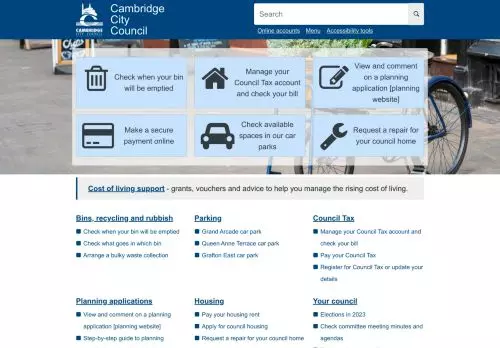 CAMBRIDGE
CITY COUNCIL
Cambridge
City
Council
Search
Online accounts Menu Accessibility tools
Check when your bin
will be emptied
Manage your
Council Tax account
and check your bill
View and comment
on a planning
application [planning
website]
Make a secure
payment online
Check available
spaces in our car
parks
Request a repair for
your council home
Cost of living support - grants, vouchers and advice to help you manage the rising cost of living.
Bins, recycling and rubbish
Check when your bin will be emptied
Check what goes in which bin
Arrange a bulky waste collection
Parking
Grand Arcade car park
Queen Anne Terrace car park
Grafton East car park
Council Tax
Manage your Council Tax account and
check your bill
Pay your Council Tax
Register for Council Tax or update your
details
Planning applications
View and comment on a planning
application [planning website]
Step-by-step guide to planning
Housing
Pay your housing rent
Apply for council housing
Request a repair for your council home
Your council
Elections in 2023
Check committee meeting minutes and
agendas